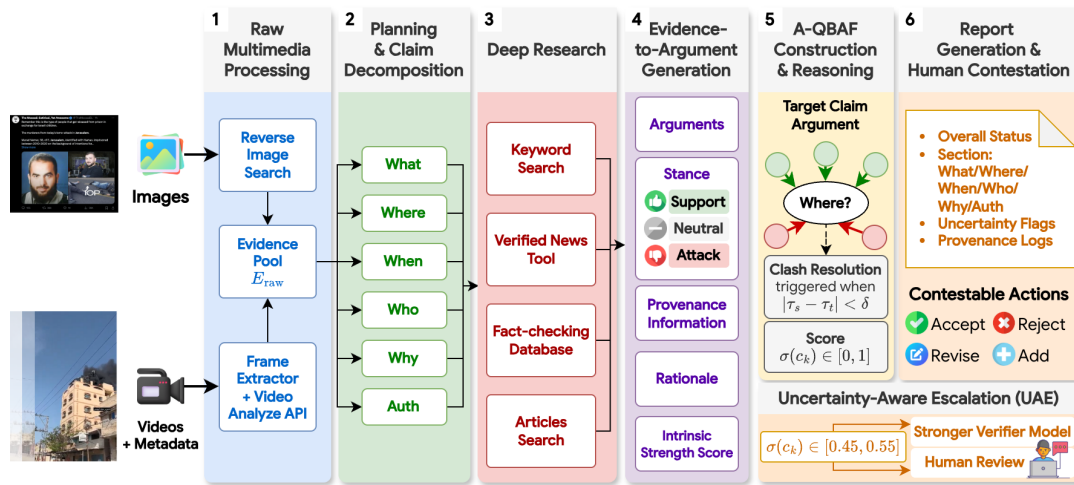 1
Raw
Multimedia
Processing
2
Planning
& Claim
Decomposition
3
Deep Research
4
Evidence-
to-Argument
Generation
5
A-QBAF
Construction
& Reasoning
6
Report
Generation &
Human Contestation
Images
Videos
+ Metadata
Reverse
Image
Search
Evidence
Pool
E_raw
Frame
Extractor
+ Video
Analyze API
What
Where
When
Who
Why
Auth
Keyword
Search
Verified News
Tool
Fact-checking
Database
Articles
Search
Arguments
Stance
Support
Neutral
Attack
Provenance
Information
Rationale
Intrinsic
Strength Score
Target Claim
Argument
Where?
Clash Resolution
triggered when
|τ_s − τ_t| < δ
Score
σ(c_k) ∈ [0, 1]
• Overall Status
• Section:
What/Where/
When/Who/
Why/Auth
• Uncertainty Flags
• Provenance Logs
Contestable Actions
Accept
Reject
Revise
Add
Uncertainty-Aware Escalation (UAE)
σ(c_k) ∈ [0.45, 0.55]
Stronger Verifier Model
Human Review